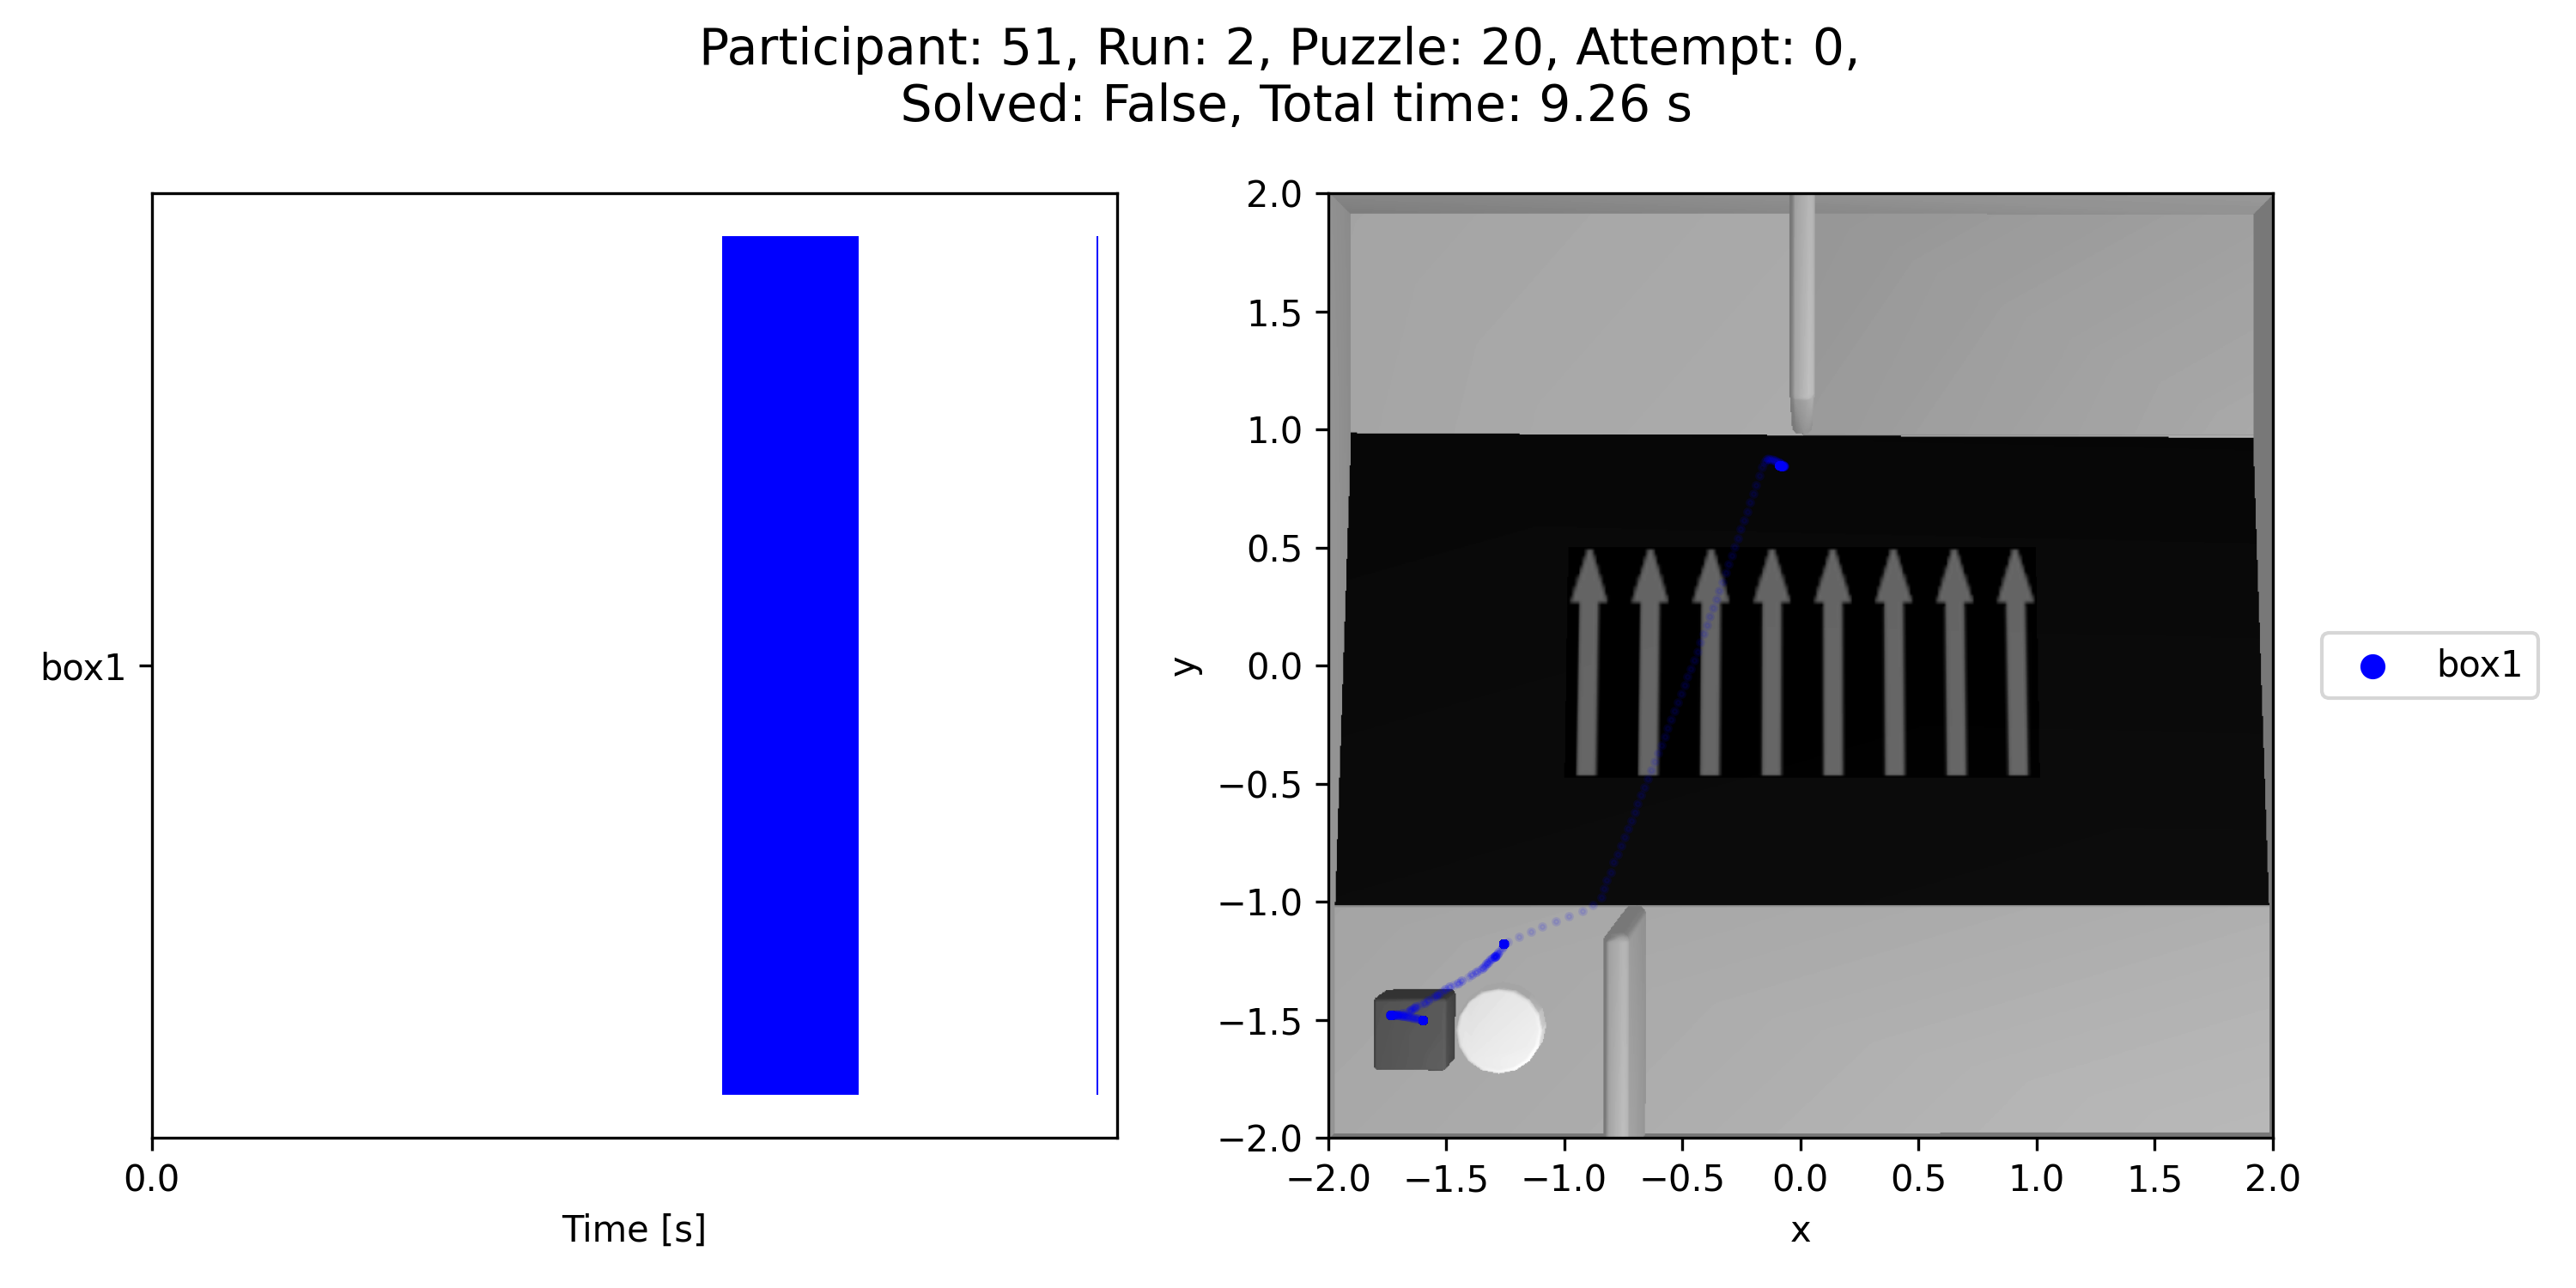 Participant: 51, Run: 2, Puzzle: 20, Attempt: 0,
Solved: False, Total time: 9.26 s
box1
0.0
Time [s]
2.0
1.5
1.0
0.5
0.0
−0.5
−1.0
−1.5
−2.0
y
−2.0 −1.5 −1.0 −0.5 0.0 0.5 1.0 1.5 2.0
x
box1